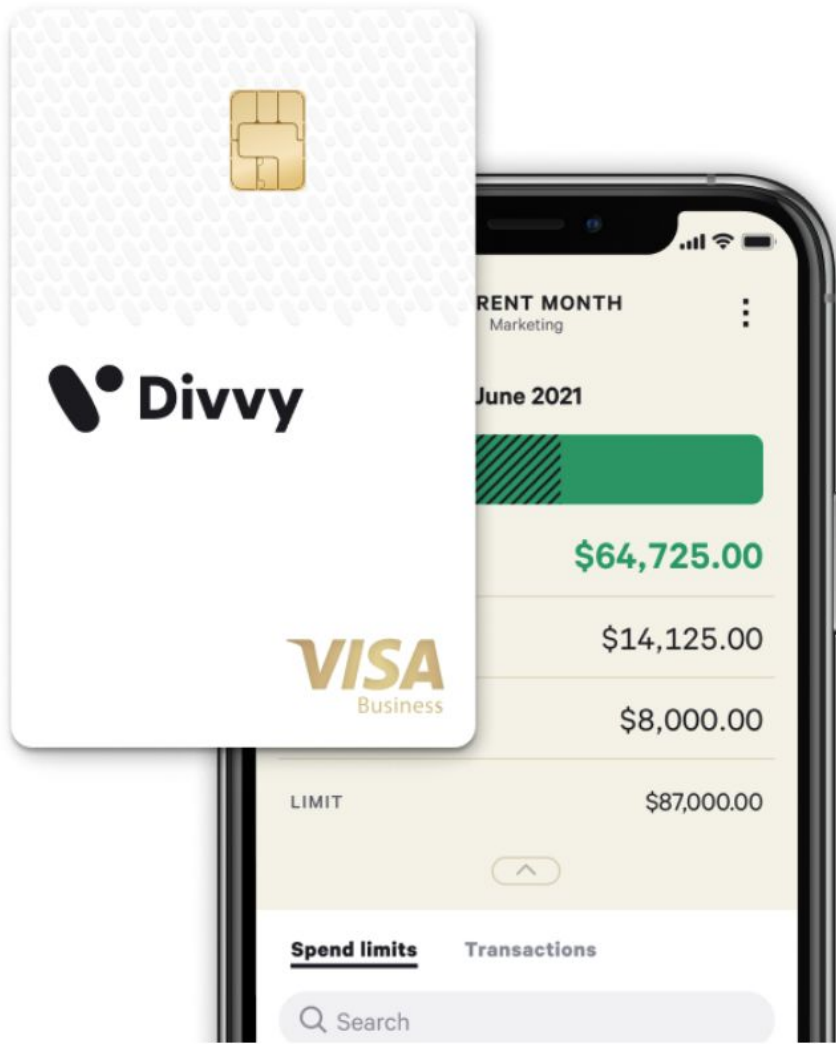 Divvy
VISA
Business
RENT MONTH
Marketing
June 2021
$64,725.00
$14,125.00
$8,000.00
LIMIT $87,000.00
Spend limits Transactions
Search